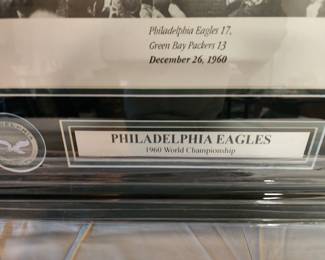 Philadelphia Eagles 17,
Green Bay Packers 13
December 26, 1960
PHILADELPHIA EAGLES
1960 World Championship